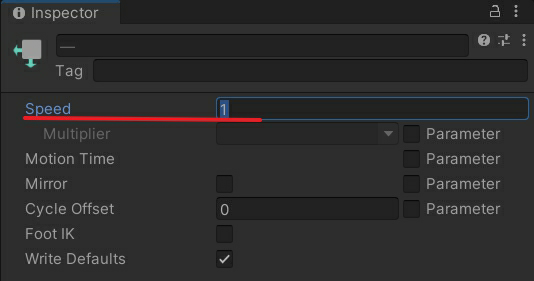 Inspector
—
Tag
Speed 1
Multiplier Parameter
Motion Time Parameter
Mirror Parameter
Cycle Offset 0 Parameter
Foot IK
Write Defaults